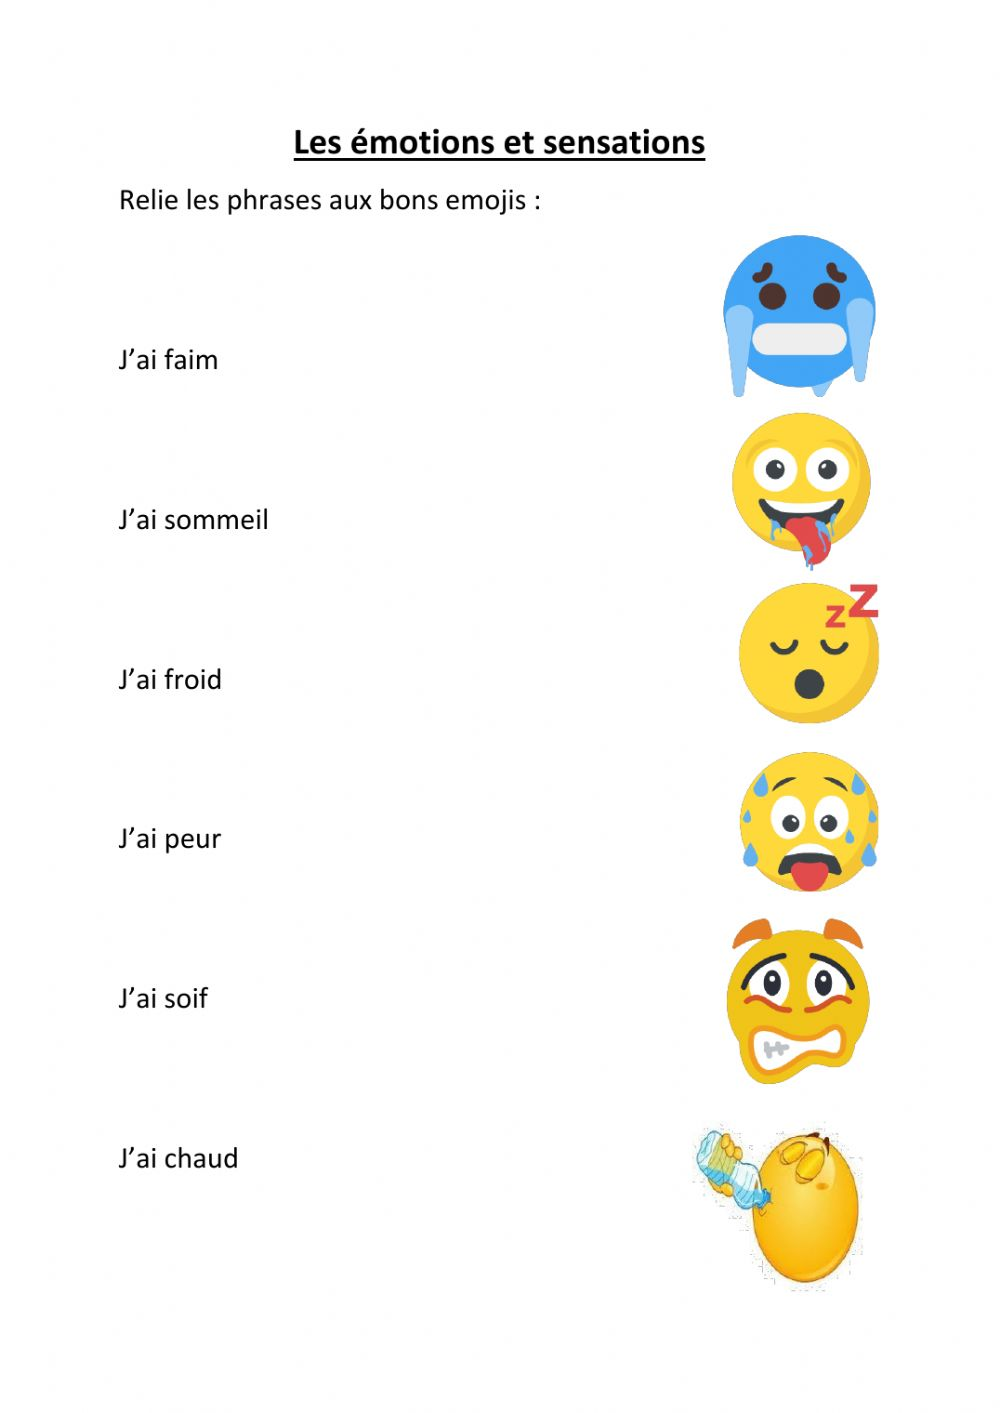 Les émotions et sensations
Relie les phrases aux bons emojis :
J’ai faim
J’ai sommeil
zZ
J’ai froid
J’ai peur
J’ai soif
J’ai chaud